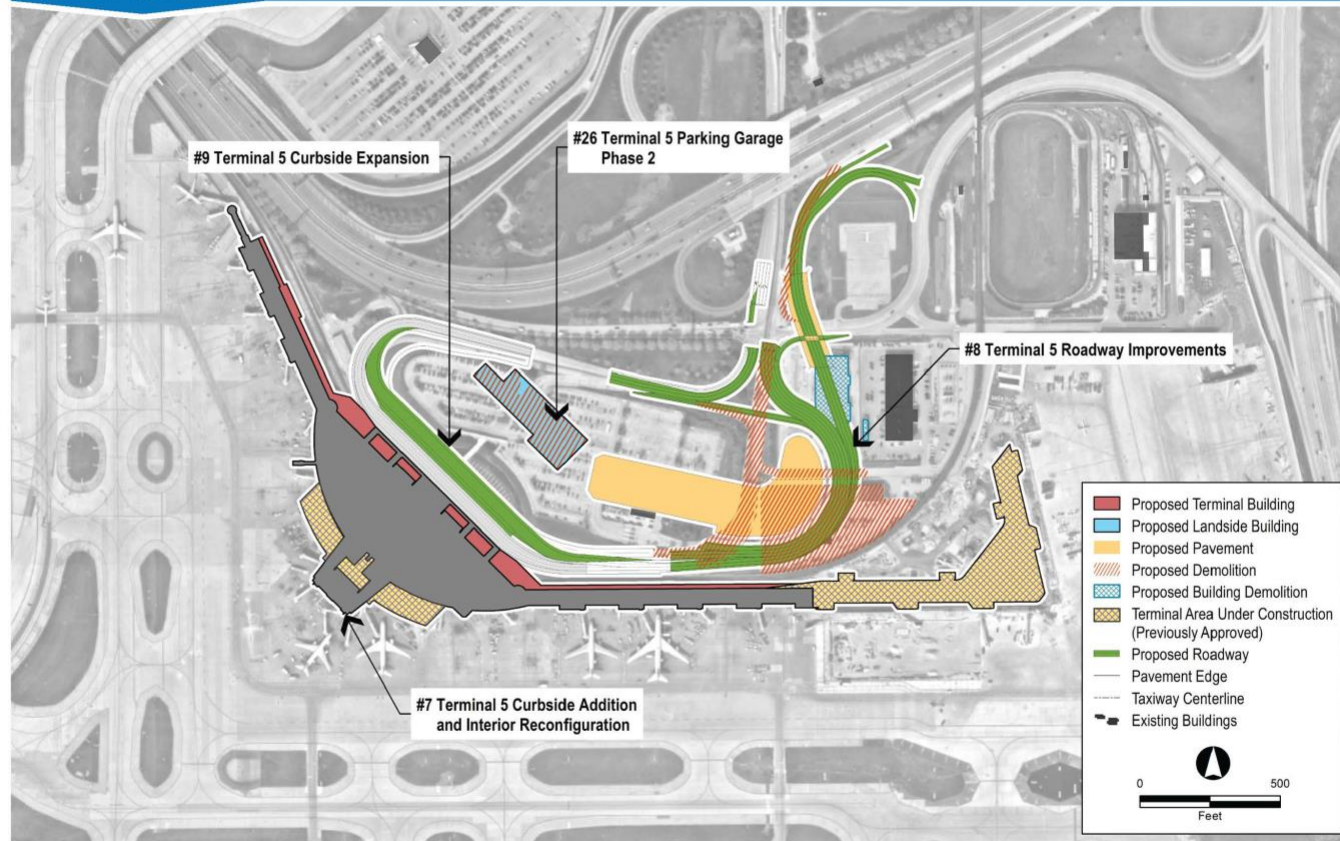 #9 Terminal 5 Curbside Expansion
#26 Terminal 5 Parking Garage
Phase 2
#8 Terminal 5 Roadway Improvements
#7 Terminal 5 Curbside Addition
and Interior Reconfiguration
Proposed Terminal Building
Proposed Landside Building
Proposed Pavement
Proposed Demolition
Proposed Building Demolition
Terminal Area Under Construction
(Previously Approved)
Proposed Roadway
Pavement Edge
Taxiway Centerline
Existing Buildings
0 500
Feet